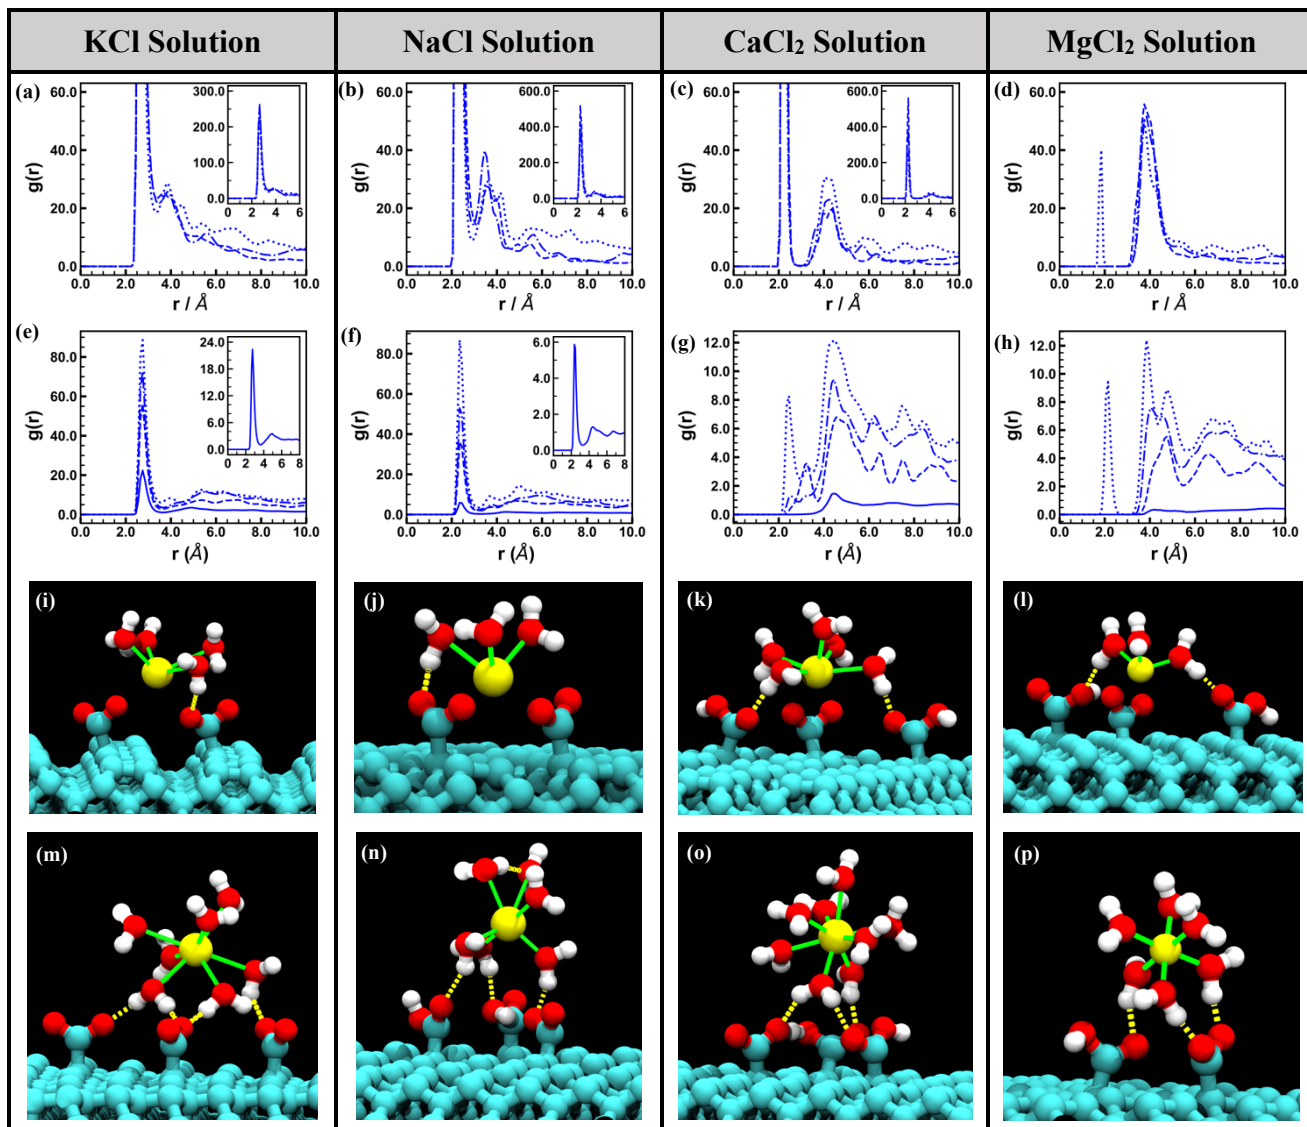 KCl Solution
NaCl Solution
CaCl₂ Solution
MgCl₂ Solution
(a)
60.0
40.0
20.0
0.0
g(r)
0.0 2.0 4.0 6.0 8.0 10.0
r / Å
300.0
200.0
100.0
0.0
0 2 4 6
(b)
60.0
40.0
20.0
0.0
g(r)
0.0 2.0 4.0 6.0 8.0 10.0
r / Å
600.0
400.0
200.0
0.0
0 2 4 6
(c)
60.0
40.0
20.0
0.0
g(r)
0.0 2.0 4.0 6.0 8.0 10.0
r / Å
600.0
400.0
200.0
0.0
0 2 4 6
(d)
60.0
40.0
20.0
0.0
g(r)
0.0 2.0 4.0 6.0 8.0 10.0
r / Å
(e)
80.0
60.0
40.0
20.0
0.0
g(r)
0.0 2.0 4.0 6.0 8.0 10.0
r (Å)
24.0
18.0
12.0
6.0
0.0
0 2 4 6 8
(f)
80.0
60.0
40.0
20.0
0.0
g(r)
0.0 2.0 4.0 6.0 8.0 10.0
r (Å)
6.0
4.0
2.0
0.0
0 2 4 6 8
(g)
12.0
10.0
8.0
6.0
4.0
2.0
0.0
g(r)
0.0 2.0 4.0 6.0 8.0 10.0
r (Å)
(h)
12.0
10.0
8.0
6.0
4.0
2.0
0.0
g(r)
0.0 2.0 4.0 6.0 8.0 10.0
r (Å)
(i)
(j)
(k)
(l)
(m)
(n)
(o)
(p)